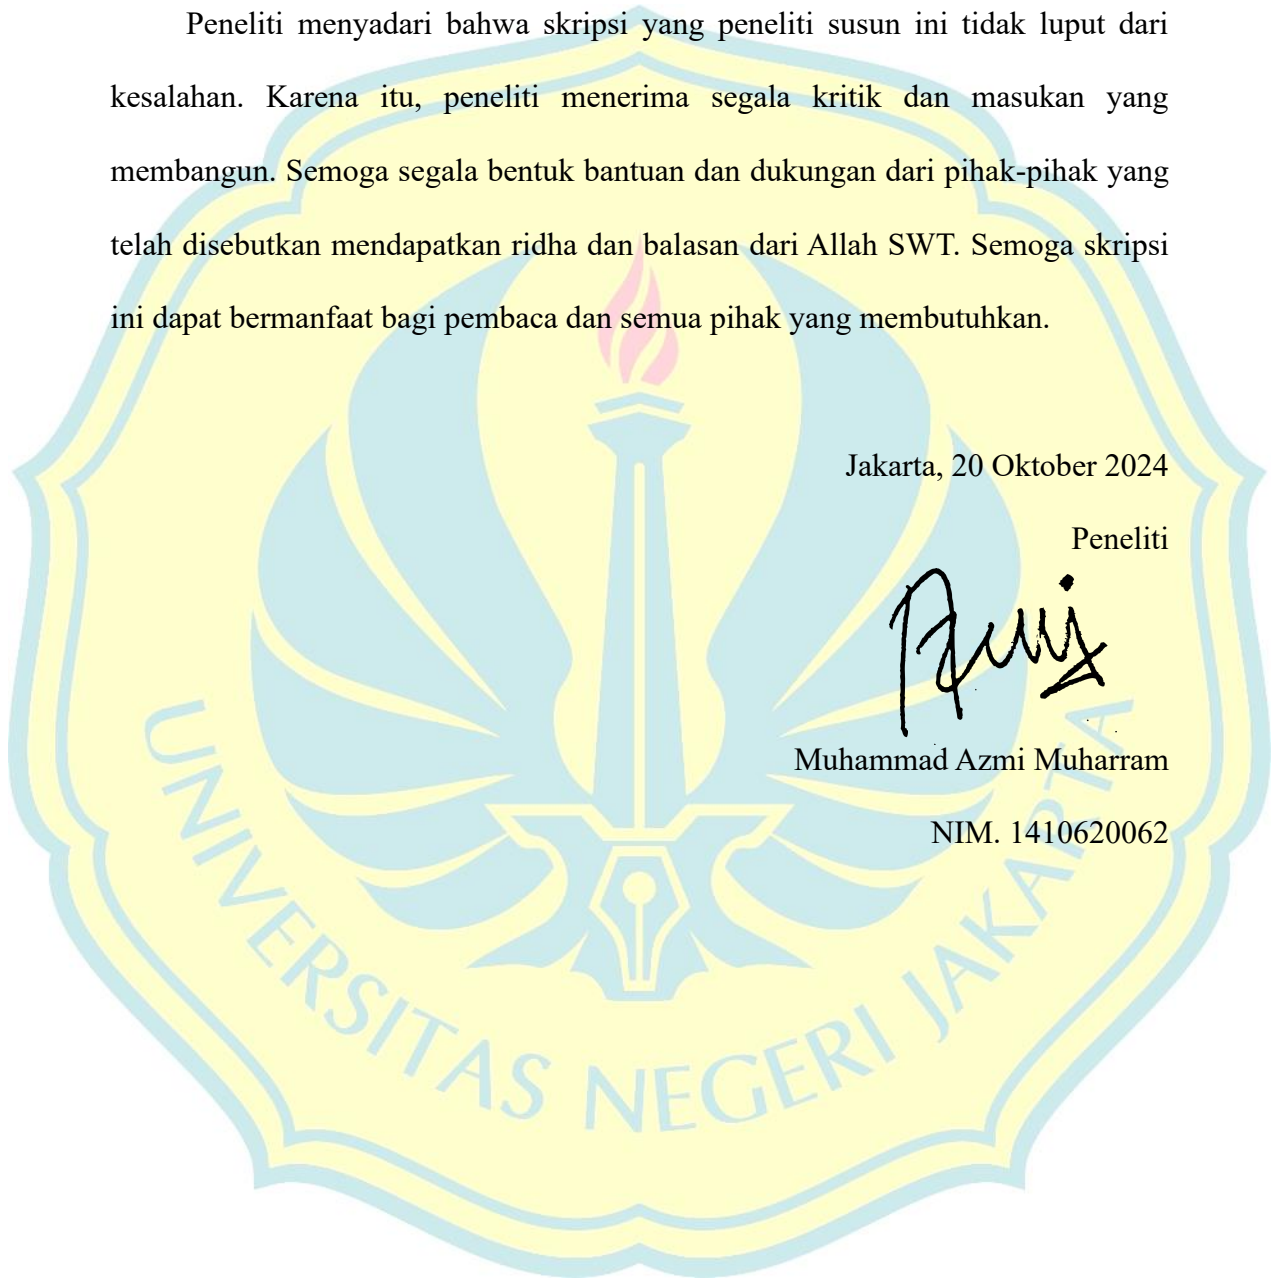 Peneliti menyadari bahwa skripsi yang peneliti susun ini tidak luput dari
kesalahan. Karena itu, peneliti menerima segala kritik dan masukan yang
membangun. Semoga segala bentuk bantuan dan dukungan dari pihak-pihak yang
telah disebutkan mendapatkan ridha dan balasan dari Allah SWT. Semoga skripsi
ini dapat bermanfaat bagi pembaca dan semua pihak yang membutuhkan.
Jakarta, 20 Oktober 2024
Peneliti
Muhammad Azmi Muharram
NIM. 1410620062
UNIVERSITAS NEGERI JAKARTA